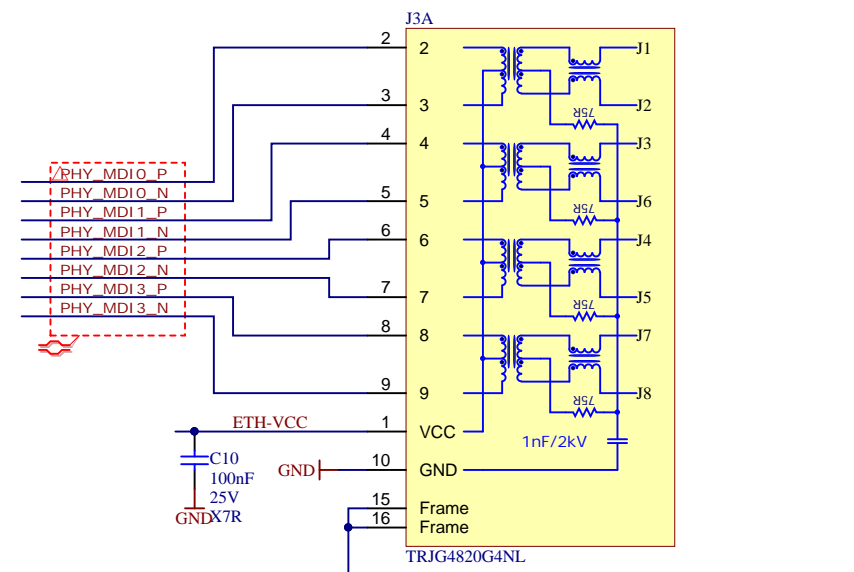 J3A
2 2 J1
3 3 J2
75R
4 4 J3
PHY_MDI0_P
PHY_MDI0_N
5 5 J6
PHY_MDI1_P
75R
PHY_MDI1_N
6 6 J4
PHY_MDI2_P
PHY_MDI2_N
7 7 J5
PHY_MDI3_P
75R
PHY_MDI3_N
8 8 J7
9 9 J8
75R
ETH-VCC 1 VCC
1nF/2kV
C10
GND 10 GND
100nF
25V
15 Frame
GND X7R
16 Frame
TRJG4820G4NL